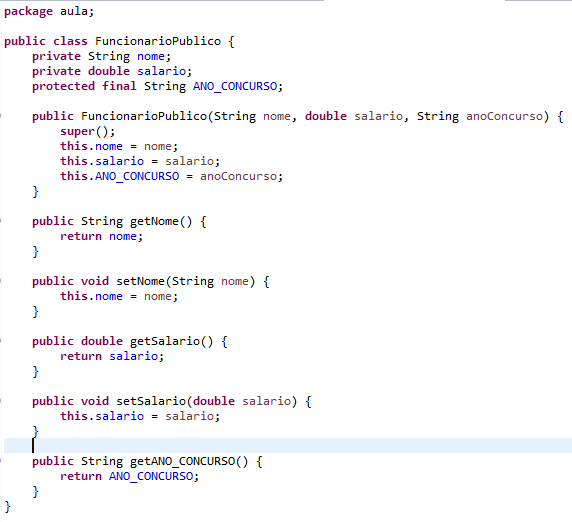 package aula;
public class FuncionarioPublico {
private String nome;
private double salario;
protected final String ANO_CONCURSO;
public FuncionarioPublico(String nome, double salario, String anoConcurso) {
super();
this.nome = nome;
this.salario = salario;
this.ANO_CONCURSO = anoConcurso;
}
public String getNome() {
return nome;
}
public void setNome(String nome) {
this.nome = nome;
}
public double getSalario() {
return salario;
}
public void setSalario(double salario) {
this.salario = salario;
}
public String getANO_CONCURSO() {
return ANO_CONCURSO;
}
}